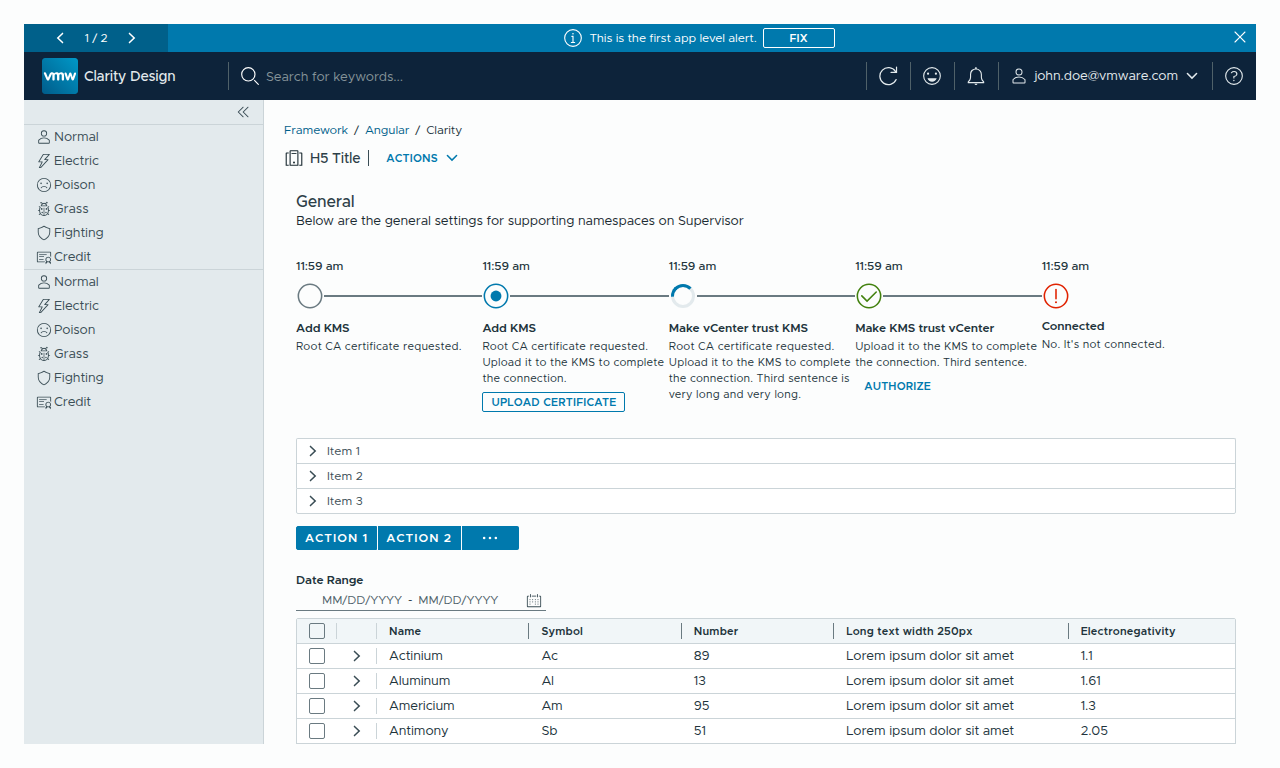 1 / 2
This is the first app level alert. FIX
vmw Clarity Design
Search for keywords...
john.doe@vmware.com
Normal
Electric
Poison
Grass
Fighting
Credit
Normal
Electric
Poison
Grass
Fighting
Credit
Framework / Angular / Clarity
H5 Title ACTIONS
General
Below are the general settings for supporting namespaces on Supervisor
11:59 am
Add KMS
Root CA certificate requested.
11:59 am
Add KMS
Root CA certificate requested.
Upload it to the KMS to complete
the connection.
UPLOAD CERTIFICATE
11:59 am
Make vCenter trust KMS
Root CA certificate requested.
Upload it to the KMS to complete
the connection. Third sentence is
very long and very long.
11:59 am
Make KMS trust vCenter
Upload it to the KMS to complete
the connection. Third sentence.
AUTHORIZE
11:59 am
Connected
No. It's not connected.
Item 1
Item 2
Item 3
ACTION 1 ACTION 2 ...
Date Range
MM/DD/YYYY - MM/DD/YYYY
Name Symbol Number Long text width 250px Electronegativity
Actinium Ac 89 Lorem ipsum dolor sit amet 1.1
Aluminum Al 13 Lorem ipsum dolor sit amet 1.61
Americium Am 95 Lorem ipsum dolor sit amet 1.3
Antimony Sb 51 Lorem ipsum dolor sit amet 2.05